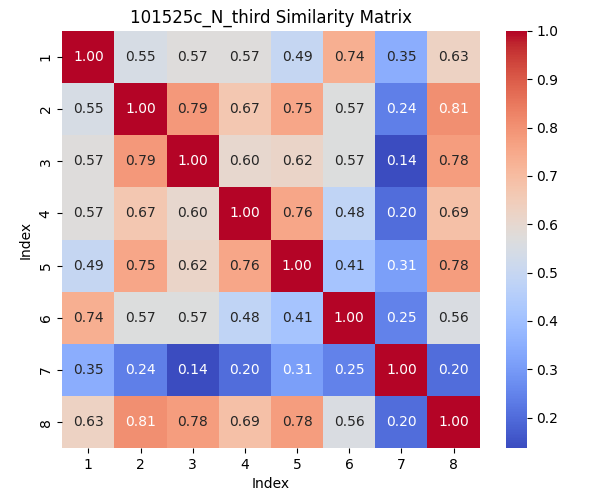 101525c_N_third Similarity Matrix
1 1.00 0.55 0.57 0.57 0.49 0.74 0.35 0.63
2 0.55 1.00 0.79 0.67 0.75 0.57 0.24 0.81
3 0.57 0.79 1.00 0.60 0.62 0.57 0.14 0.78
4 0.57 0.67 0.60 1.00 0.76 0.48 0.20 0.69
5 0.49 0.75 0.62 0.76 1.00 0.41 0.31 0.78
6 0.74 0.57 0.57 0.48 0.41 1.00 0.25 0.56
7 0.35 0.24 0.14 0.20 0.31 0.25 1.00 0.20
8 0.63 0.81 0.78 0.69 0.78 0.56 0.20 1.00
1 2 3 4 5 6 7 8
Index
Index
1.0
0.9
0.8
0.7
0.6
0.5
0.4
0.3
0.2